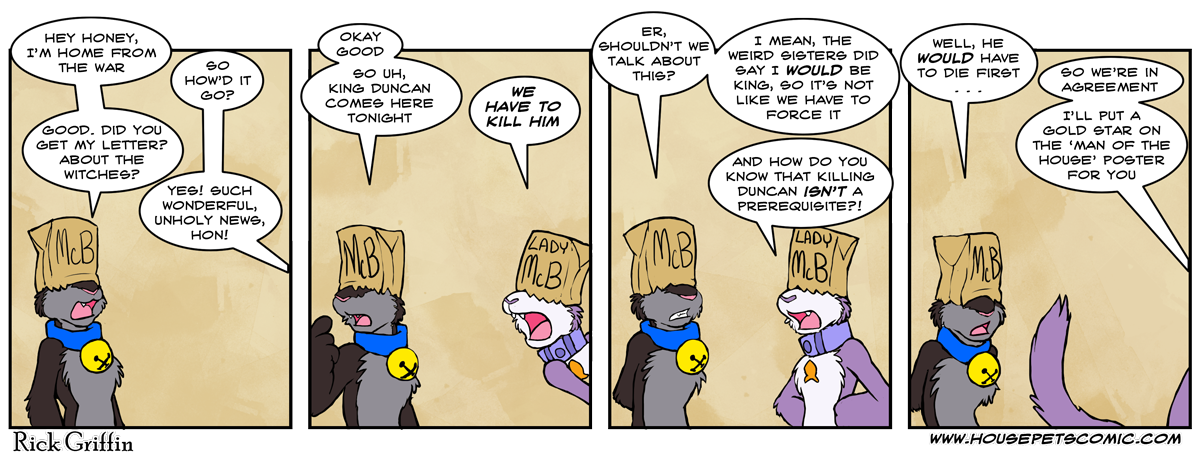 HEY HONEY,
I'M HOME FROM
THE WAR
SO
HOW'D IT
GO?
GOOD. DID YOU
GET MY LETTER?
ABOUT THE
WITCHES?
YES! SUCH
WONDERFUL,
UNHOLY NEWS,
HON!
McB
OKAY
GOOD
SO UH,
KING DUNCAN
COMES HERE
TONIGHT
WE
HAVE TO
KILL HIM
McB
LADY
McB
ER,
SHOULDN'T WE
TALK ABOUT
THIS?
I MEAN, THE
WEIRD SISTERS DID
SAY I WOULD BE
KING, SO IT'S NOT
LIKE WE HAVE TO
FORCE IT
AND HOW DO YOU
KNOW THAT KILLING
DUNCAN ISN'T A
PREREQUISITE?!
McB
LADY
McB
WELL, HE
WOULD HAVE
TO DIE FIRST
. . .
SO WE'RE IN
AGREEMENT
I'LL PUT A
GOLD STAR ON
THE 'MAN OF THE
HOUSE' POSTER
FOR YOU
McB
Rick Griffin
WWW.HOUSEPETSCOMIC.COM